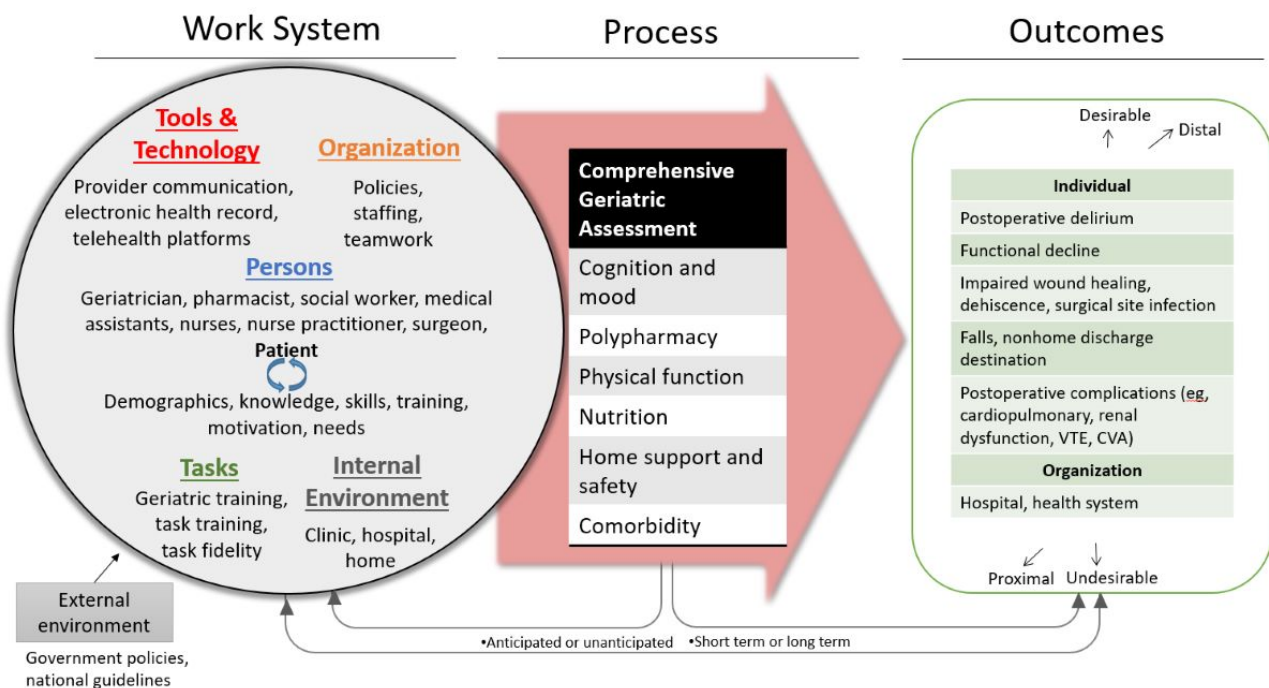 Work System
Process
Outcomes
Tools &
Technology
Provider communication,
electronic health record,
telehealth platforms
Organization
Policies,
staffing,
teamwork
Persons
Geriatrician, pharmacist, social worker, medical
assistants, nurses, nurse practitioner, surgeon,
Patient
Demographics, knowledge, skills, training,
motivation, needs
Tasks
Geriatric training,
task training,
task fidelity
Internal
Environment
Clinic, hospital,
home
External
environment
Government policies,
national guidelines
Comprehensive
Geriatric
Assessment
Cognition and
mood
Polypharmacy
Physical function
Nutrition
Home support and
safety
Comorbidity
•Anticipated or unanticipated
•Short term or long term
Desirable
Distal
Individual
Postoperative delirium
Functional decline
Impaired wound healing,
dehiscence, surgical site infection
Falls, nonhome discharge
destination
Postoperative complications (eg,
cardiopulmonary, renal
dysfunction, VTE, CVA)
Organization
Hospital, health system
Proximal
Undesirable